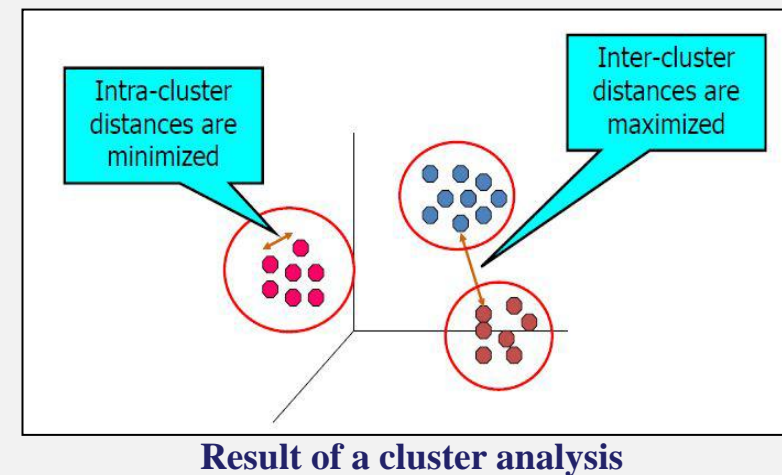 Intra-cluster
distances are
minimized
Inter-cluster
distances are
maximized
Result of a cluster analysis